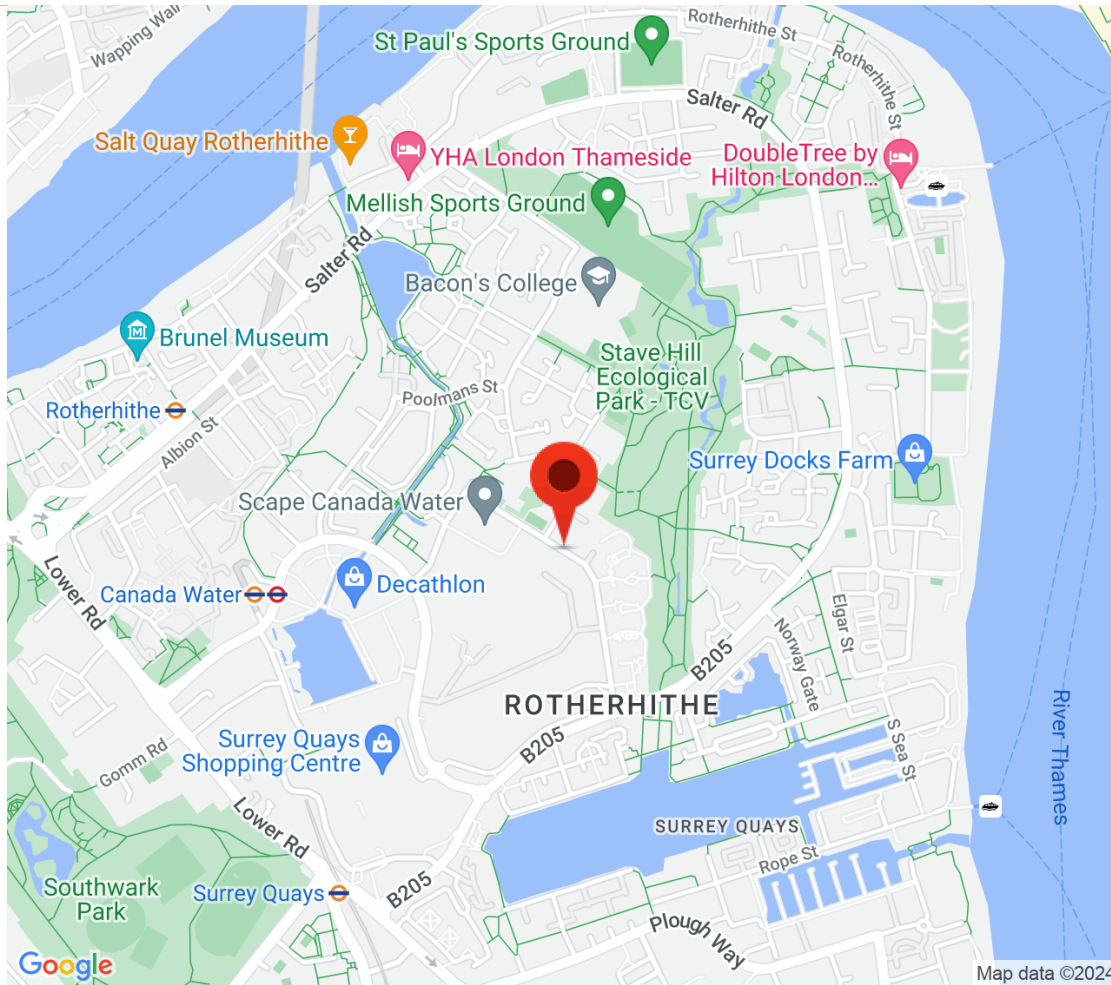 Rotherhithe St
Wapping Wall
St Paul's Sports Ground
Rotherhithe St
Salter Rd
Salt Quay Rotherhithe
YHA London Thameside
DoubleTree by
Hilton London...
Mellish Sports Ground
Salter Rd
Bacon's College
Brunel Museum
Stave Hill
Ecological
Park - TCV
Poolmans St
Rotherhithe
Albion St
Surrey Docks Farm
Scape Canada Water
Lower Rd
Canada Water
Decathlon
Elgar St
Norway Gate
B205
ROTHERHITHE
River Thames
Surrey Quays
Shopping Centre
B205
S Sea St
Gomm Rd
Lower Rd
SURREY QUAYS
Rope St
Southwark
Park
Surrey Quays
B205
Plough Way
Google
Map data ©2024